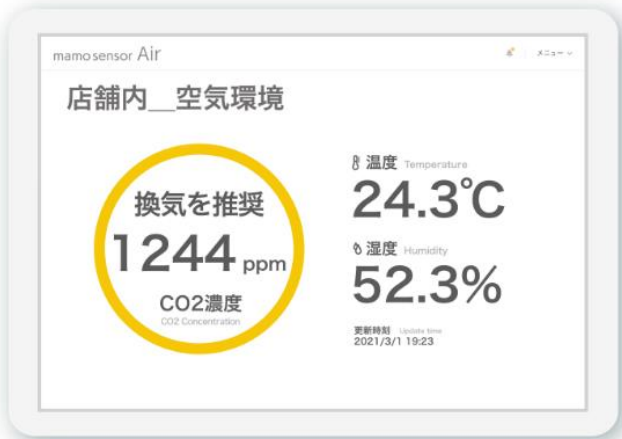 mamo sensor Air
メニュー
店舗内__空気環境
換気を推奨
1244 ppm
CO2濃度
CO2 Concentration
温度 Temperature
24.3℃
湿度 Humidity
52.3%
更新時刻 Update time
2021/3/1 19:23